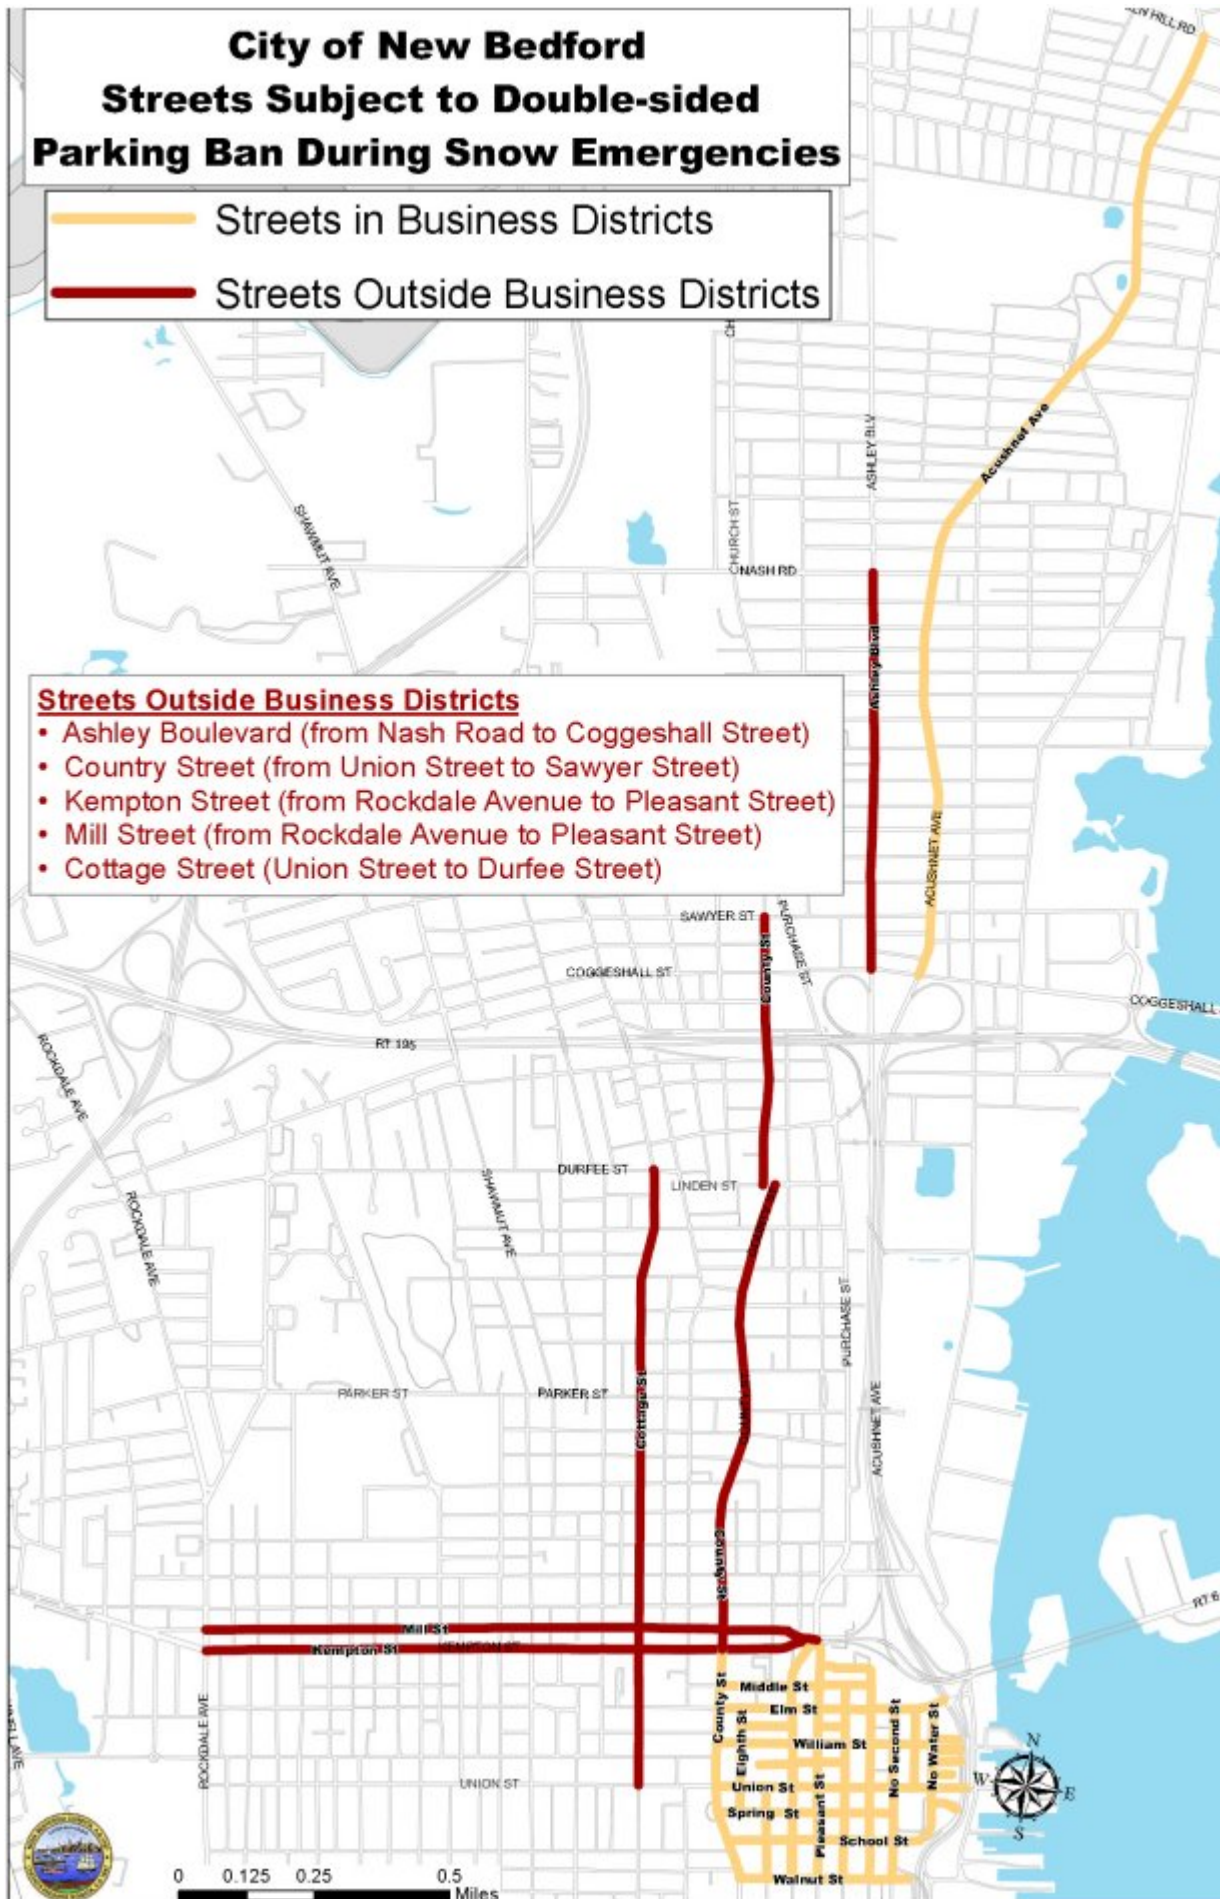 City of New Bedford
Streets Subject to Double-sided
Parking Ban During Snow Emergencies
Streets in Business Districts
Streets Outside Business Districts
HILL RD
Acushnet Ave
ASHLEY BLV
CHURCH ST
NASH RD
SHAWMUT AVE
Ashley Blvd
Streets Outside Business Districts
• Ashley Boulevard (from Nash Road to Coggeshall Street)
• Country Street (from Union Street to Sawyer Street)
• Kempton Street (from Rockdale Avenue to Pleasant Street)
• Mill Street (from Rockdale Avenue to Pleasant Street)
• Cottage Street (Union Street to Durfee Street)
ACUSHNET AVE
SAWYER ST
PURCHASE ST
County St
COGGESHALL ST
COGGESHALL
RT 195
ROCKDALE AVE
DURFEE ST
LINDEN ST
SHAWMUT AVE
ROCKDALE AVE
PURCHASE ST
PARKER ST
PARKER ST
Cottage St
ACUSHNET AVE
County St
RT 6
Mill St
Kempton St
KEMPTON ST
County St
Middle St
Elm St
Eighth St
William St
No Second St
No Water St
ROCKDALE AVE
UNION ST
Union St
Spring St
Pleasant St
School St
Walnut St
N
W
E
S
0 0.125 0.25 0.5
Miles